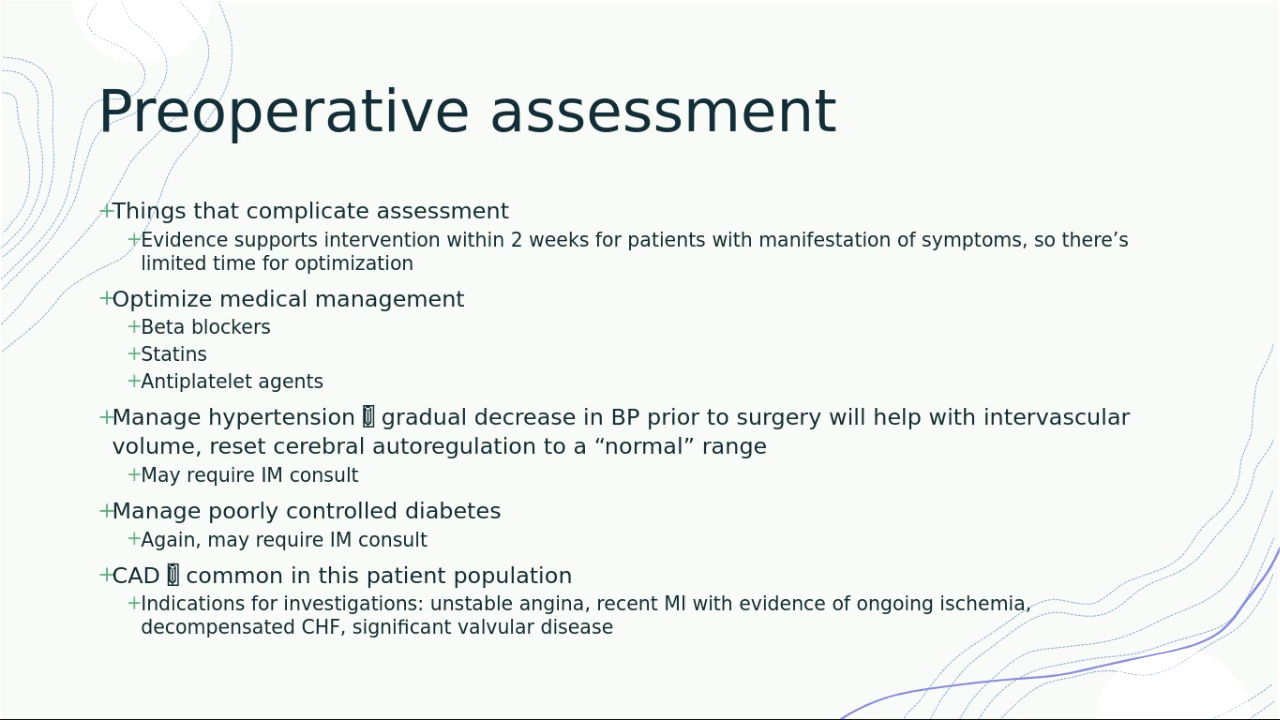 Preoperative assessment
+Things that complicate assessment
+Evidence supports intervention within 2 weeks for patients with manifestation of symptoms, so there’s
limited time for optimization
+Optimize medical management
+Beta blockers
+Statins
+Antiplatelet agents
+Manage hypertension  gradual decrease in BP prior to surgery will help with intervascular
volume, reset cerebral autoregulation to a “normal” range
+May require IM consult
+Manage poorly controlled diabetes
+Again, may require IM consult
+CAD  common in this patient population
+Indications for investigations: unstable angina, recent MI with evidence of ongoing ischemia,
decompensated CHF, significant valvular disease